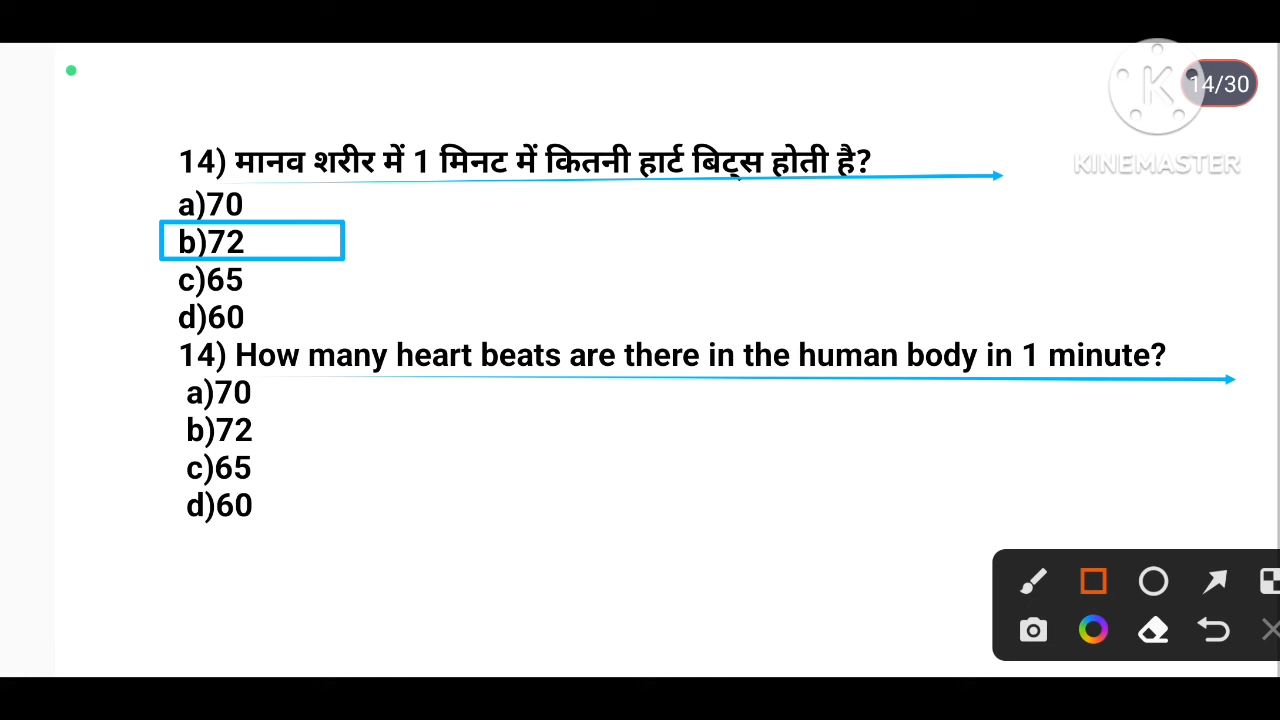 14/30
KINEMASTER
14) मानव शरीर में 1 मिनट में कितनी हार्ट बिट्स होती है?
a)70
b)72
c)65
d)60
14) How many heart beats are there in the human body in 1 minute?
a)70
b)72
c)65
d)60